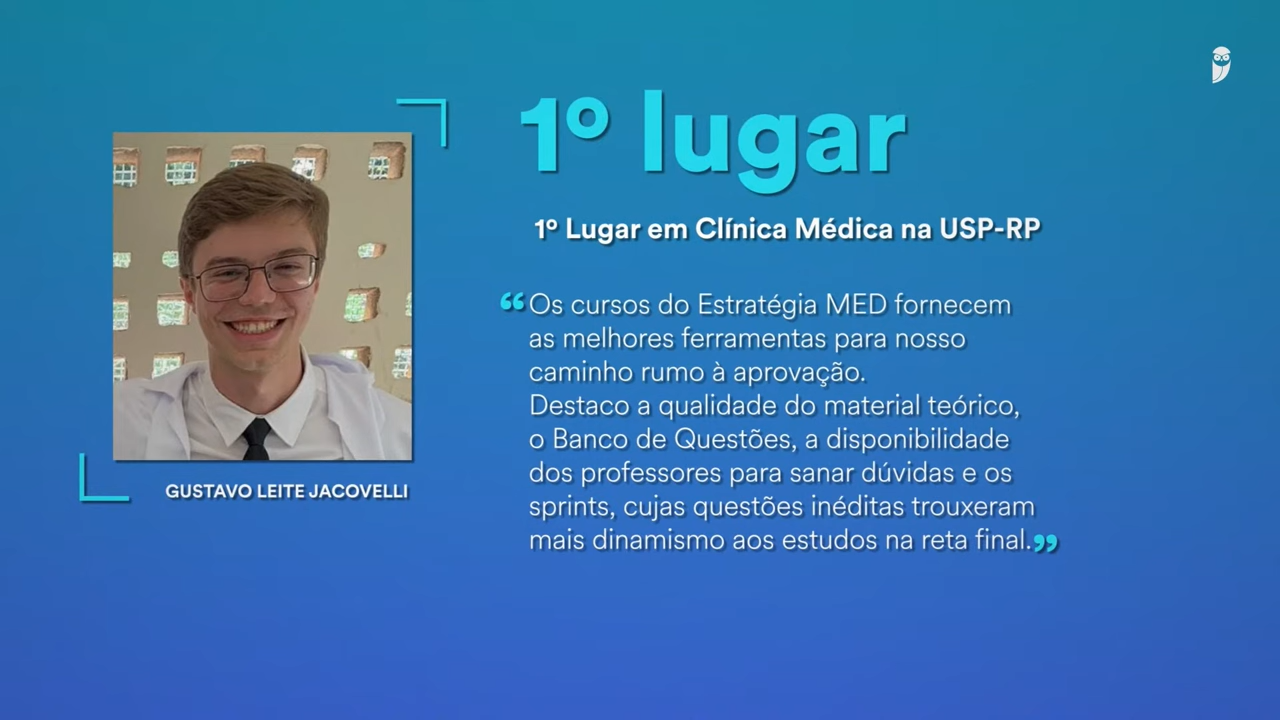 1º lugar
1º Lugar em Clínica Médica na USP-RP
“Os cursos do Estratégia MED fornecem
as melhores ferramentas para nosso
caminho rumo à aprovação.
Destaco a qualidade do material teórico,
o Banco de Questões, a disponibilidade
dos professores para sanar dúvidas e os
sprints, cujas questões inéditas trouxeram
mais dinamismo aos estudos na reta final.”
GUSTAVO LEITE JACOVELLI